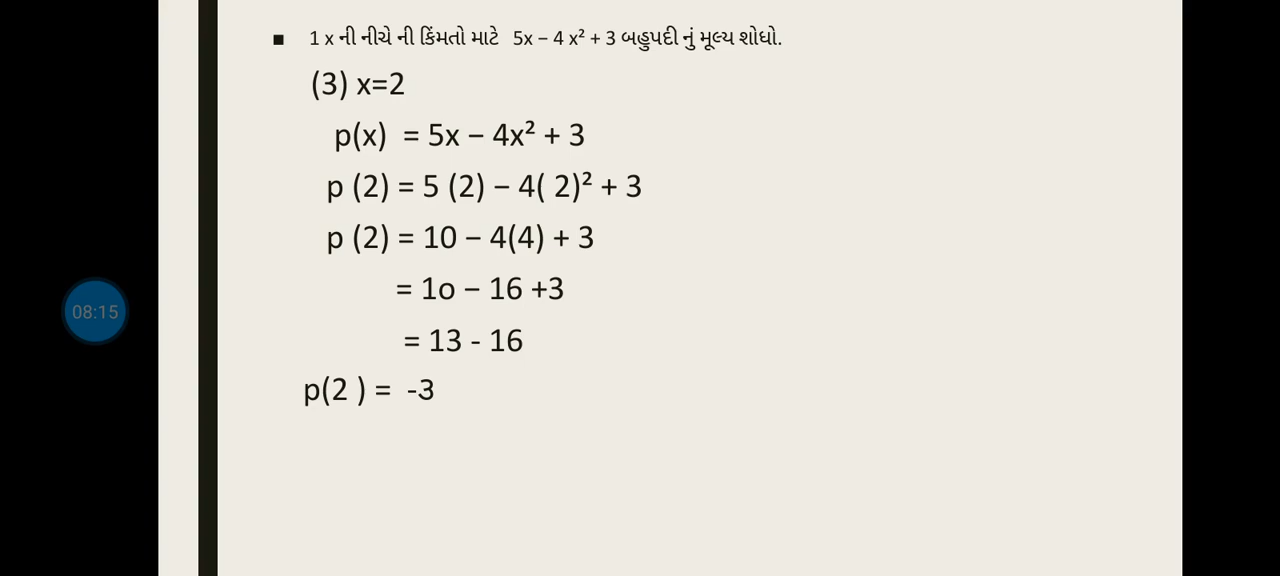 ▪ 1 x ની નીચે ની કિંમતો માટે 5x – 4 x² + 3 બહુપદી નું મૂલ્ય શોધો.
(3) x=2
p(x) = 5x – 4x² + 3
p (2) = 5 (2) – 4( 2)² + 3
p (2) = 10 – 4(4) + 3
= 1o – 16 +3
08:15
= 13 - 16
p(2 ) = -3